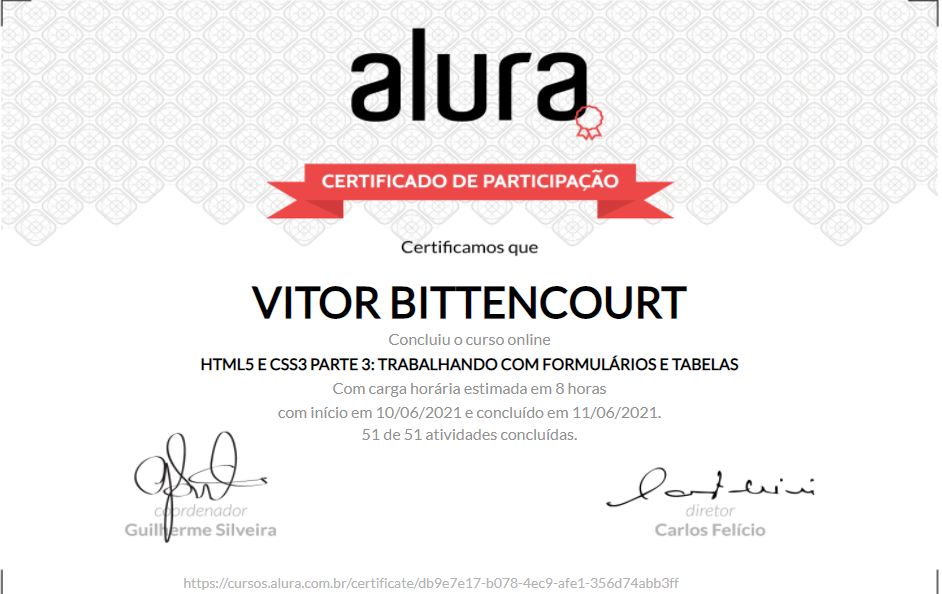 alura
CERTIFICADO DE PARTICIPAÇÃO
Certificamos que
VITOR BITTENCOURT
Concluiu o curso online
HTML5 E CSS3 PARTE 3: TRABALHANDO COM FORMULÁRIOS E TABELAS
Com carga horária estimada em 8 horas
com início em 10/06/2021 e concluído em 11/06/2021.
51 de 51 atividades concluídas.
coordenador
Guilherme Silveira
diretor
Carlos Felício
https://cursos.alura.com.br/certificate/db9e7e17-b078-4ec9-afe1-356d74abb3ff